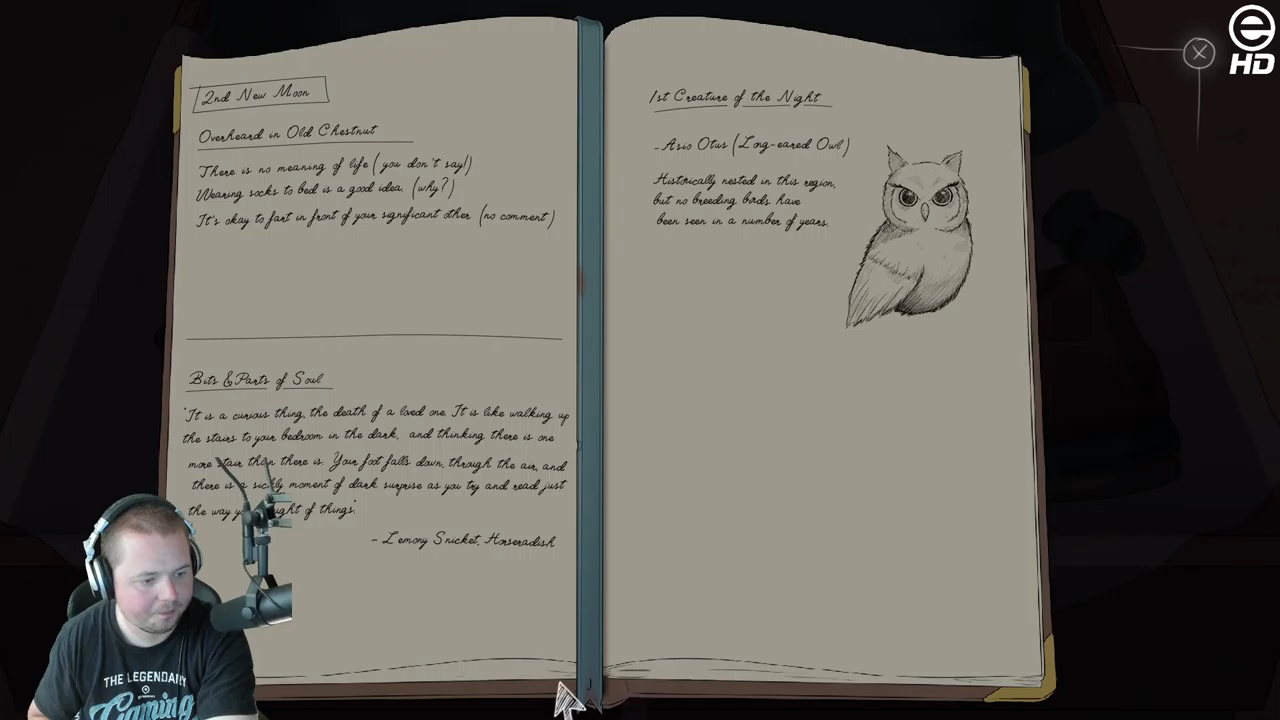 2nd New Moon
Overheard in Old Chestnut
There is no meaning of life (you don't say!)
Wearing socks to bed is a good idea. (why?)
It's okay to fart in front of your significant other (no comment)
Bits & Parts of Soul
"It is a curious thing, the death of a loved one. It is like walking up
the stairs to your bedroom in the dark, and thinking there is one
more stair than there is. Your foot falls down, through the air, and
there is a sickly moment of dark surprise as you try and read just
the way of things."
- Lemony Snicket, Horseradish
1st Creature of the Night
- Asio Otus (Long-eared Owl)
Historically nested in this region,
but no breeding birds have
been seen in a number of years.
e
HD
THE LEGENDARY
Gaming